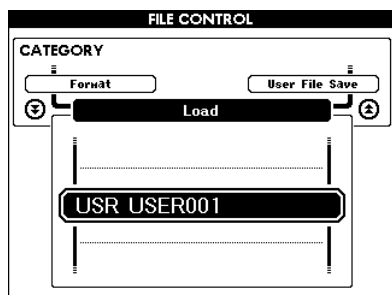 FILE CONTROL
CATEGORY
Format
User File Save
Load
USR USER001